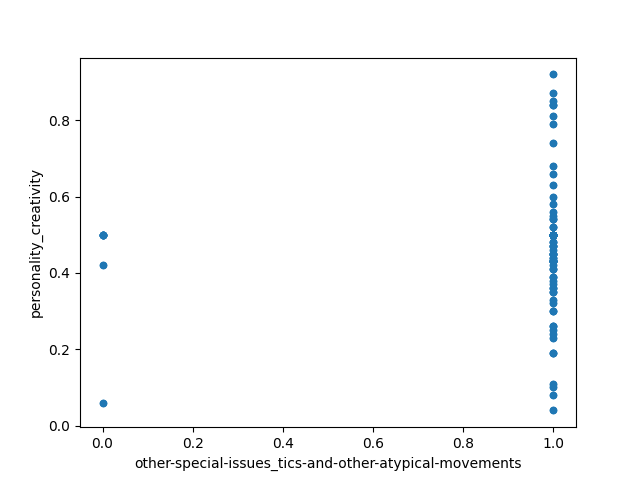 personality_creativity
0.8
0.6
0.4
0.2
0.0
0.0 0.2 0.4 0.6 0.8 1.0
other-special-issues_tics-and-other-atypical-movements